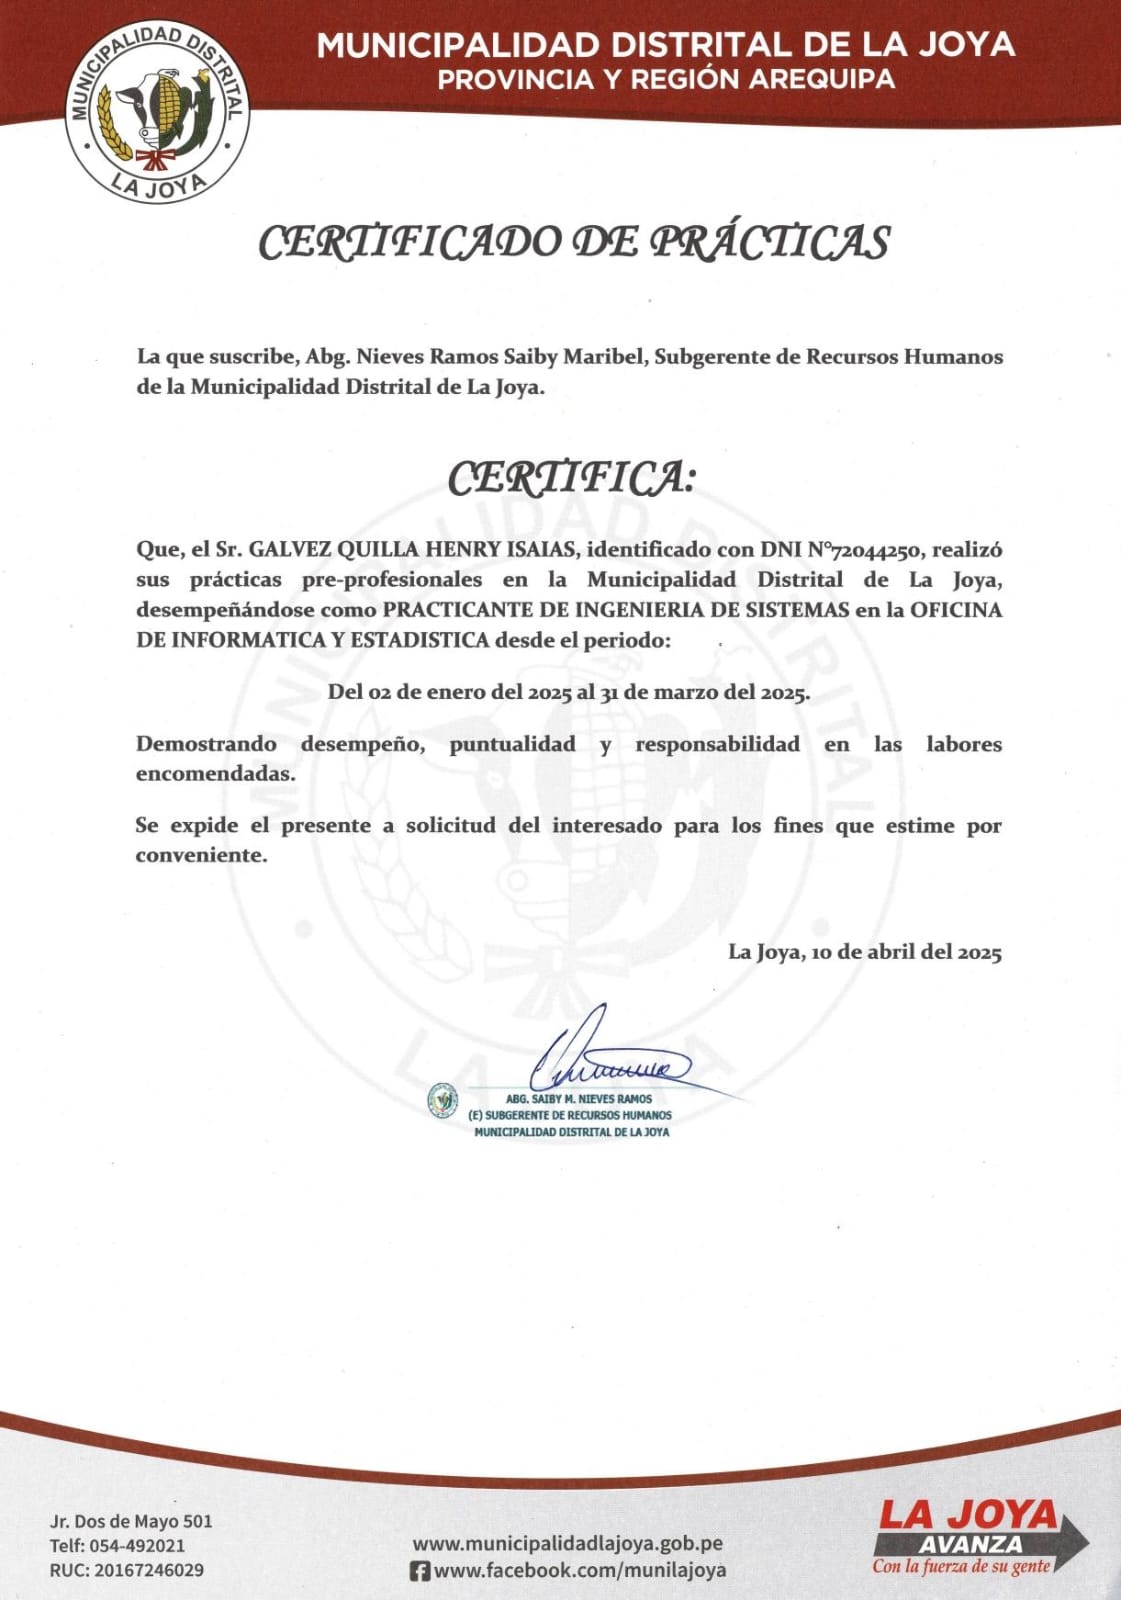 MUNICIPALIDAD DISTRITAL DE LA JOYA
PROVINCIA Y REGIÓN AREQUIPA
MUNICIPALIDAD DISTRITAL
LA JOYA
CERTIFICADO DE PRÁCTICAS
La que suscribe, Abg. Nieves Ramos Saiby Maribel, Subgerente de Recursos Humanos
de la Municipalidad Distrital de La Joya.
CERTIFICA:
Que, el Sr. GALVEZ QUILLA HENRY ISAIAS, identificado con DNI N°72044250, realizó
sus prácticas pre-profesionales en la Municipalidad Distrital de La Joya,
desempeñándose como PRACTICANTE DE INGENIERIA DE SISTEMAS en la OFICINA
DE INFORMATICA Y ESTADISTICA desde el periodo:
Del 02 de enero del 2025 al 31 de marzo del 2025.
Demostrando desempeño, puntualidad y responsabilidad en las labores
encomendadas.
Se expide el presente a solicitud del interesado para los fines que estime por
conveniente.
MUNICIPALIDAD DISTRITAL
LA JOYA
La Joya, 10 de abril del 2025
ABG. SAIBY M. NIEVES RAMOS
(E) SUBGERENTE DE RECURSOS HUMANOS
MUNICIPALIDAD DISTRITAL DE LA JOYA
Jr. Dos de Mayo 501
Telf: 054-492021
RUC: 20167246029
www.municipalidadlajoya.gob.pe
www.facebook.com/munilajoya
LA JOYA
AVANZA
Con la fuerza de su gente